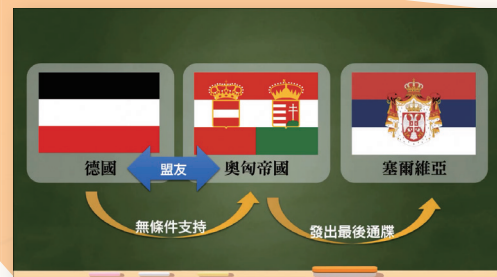 德國
盟友
奧匈帝國
塞爾維亞
無條件支持
發出最後通牒